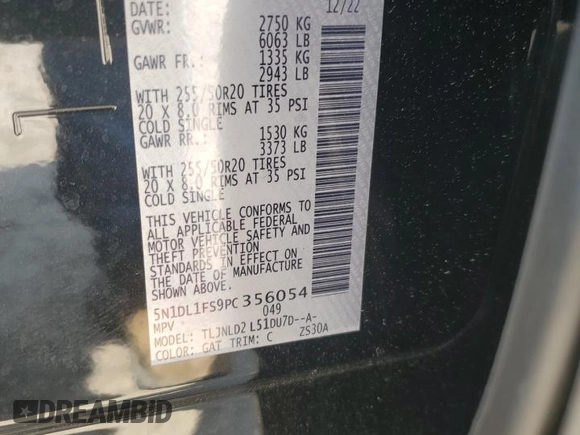 12/22
GVWR: 2750 KG
6063 LB
GAWR FR.: 1335 KG
2943 LB
WITH 255/50R20 TIRES
20 X 8.0 RIMS AT 35 PSI
COLD SINGLE
GAWR RR.: 1530 KG
3373 LB
WITH 255/50R20 TIRES
20 X 8.0 RIMS AT 35 PSI
COLD SINGLE
THIS VEHICLE CONFORMS TO
ALL APPLICABLE FEDERAL
MOTOR VEHICLE SAFETY AND
THEFT PREVENTION
STANDARDS IN EFFECT ON
THE DATE OF MANUFACTURE
SHOWN ABOVE.
5N1DL1FS9PC356054
MPV 049
MODEL: TLJNLD2 L51DU7D--A-
COLOR: GAT TRIM: C ZS30A
DREAMBID